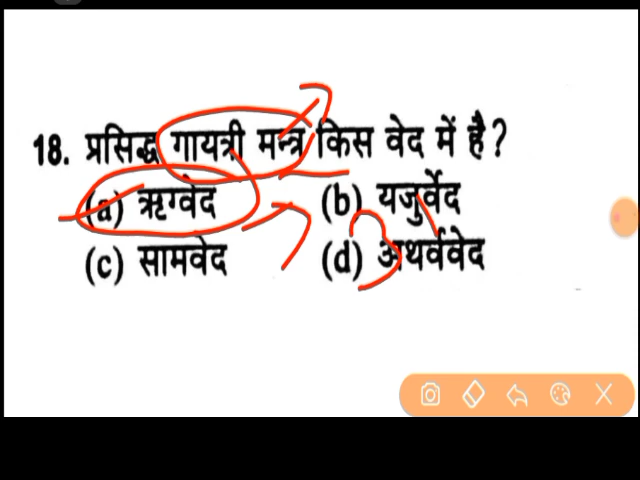 18. प्रसिद्ध गायत्री मन्त्र किस वेद में है?
(a) ऋग्वेद (b) यजुर्वेद
(c) सामवेद (d) अथर्ववेद